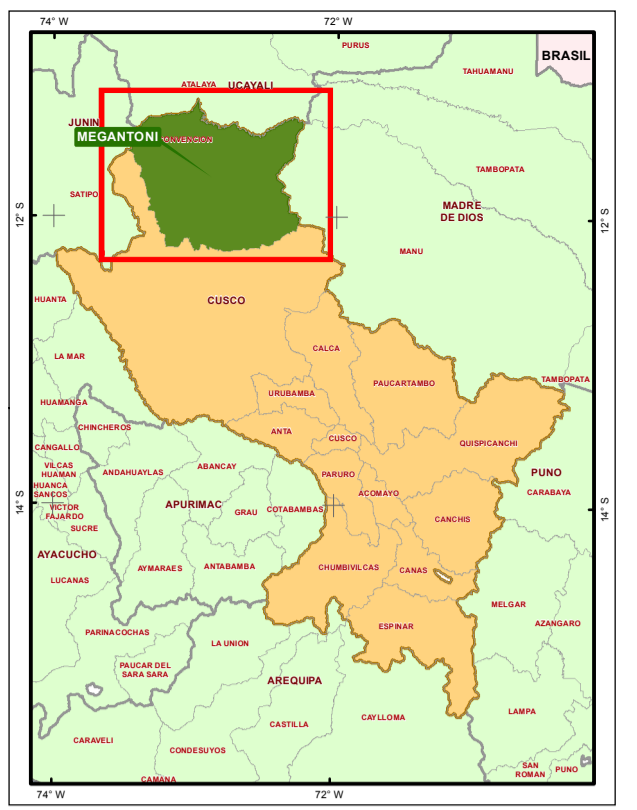 74° W
72° W
PURUS
BRASIL
TAHUAMANU
ATALAYA
UCAYALI
JUNIN
MEGANTONI
ONVENCION
TAMBOPATA
SATIPO
MADRE
DE DIOS
12° S
12° S
MANU
HUANTA
CUSCO
CALCA
LA MAR
PAUCARTAMBO
TAMBOPATA
URUBAMBA
HUAMANGA
CHINCHEROS
ANTA
CUSCO
QUISPICANCHI
CANGALLO
VILCAS
HUAMAN
ANDAHUAYLAS
ABANCAY
PARURO
PUNO
HUANCA
SANCOS
ACOMAYO
CARABAYA
14° S
14° S
VICTOR
FAJARDO
APURIMAC
GRAU
COTABAMBAS
CANCHIS
SUCRE
AYACUCHO
AYMARAES
ANTABAMBA
CHUMBIVILCAS
CANAS
LUCANAS
MELGAR
AZANGARO
PARINACOCHAS
LA UNION
ESPINAR
PAUCAR DEL
SARA SARA
AREQUIPA
CAYLLOMA
LAMPA
CASTILLA
CARAVELI
CONDESUYOS
SAN
ROMAN
PUNO
CAMANA
74° W
72° W